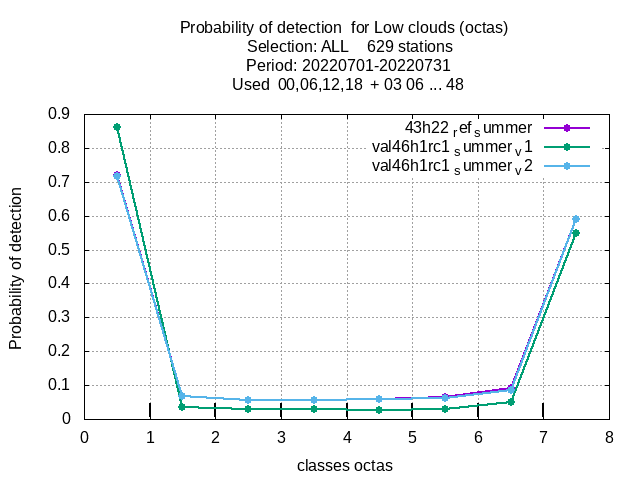 Probability of detection  for Low clouds (octas)
Selection: ALL    629 stations
Period: 20220701-20220731
Used  00,06,12,18  + 03 06 ... 48
43h22 ref summer
val46h1rc1 summer v1
val46h1rc1 summer v2
Probability of detection
0.9
0.8
0.7
0.6
0.5
0.4
0.3
0.2
0.1
0
0 1 2 3 4 5 6 7 8
classes octas